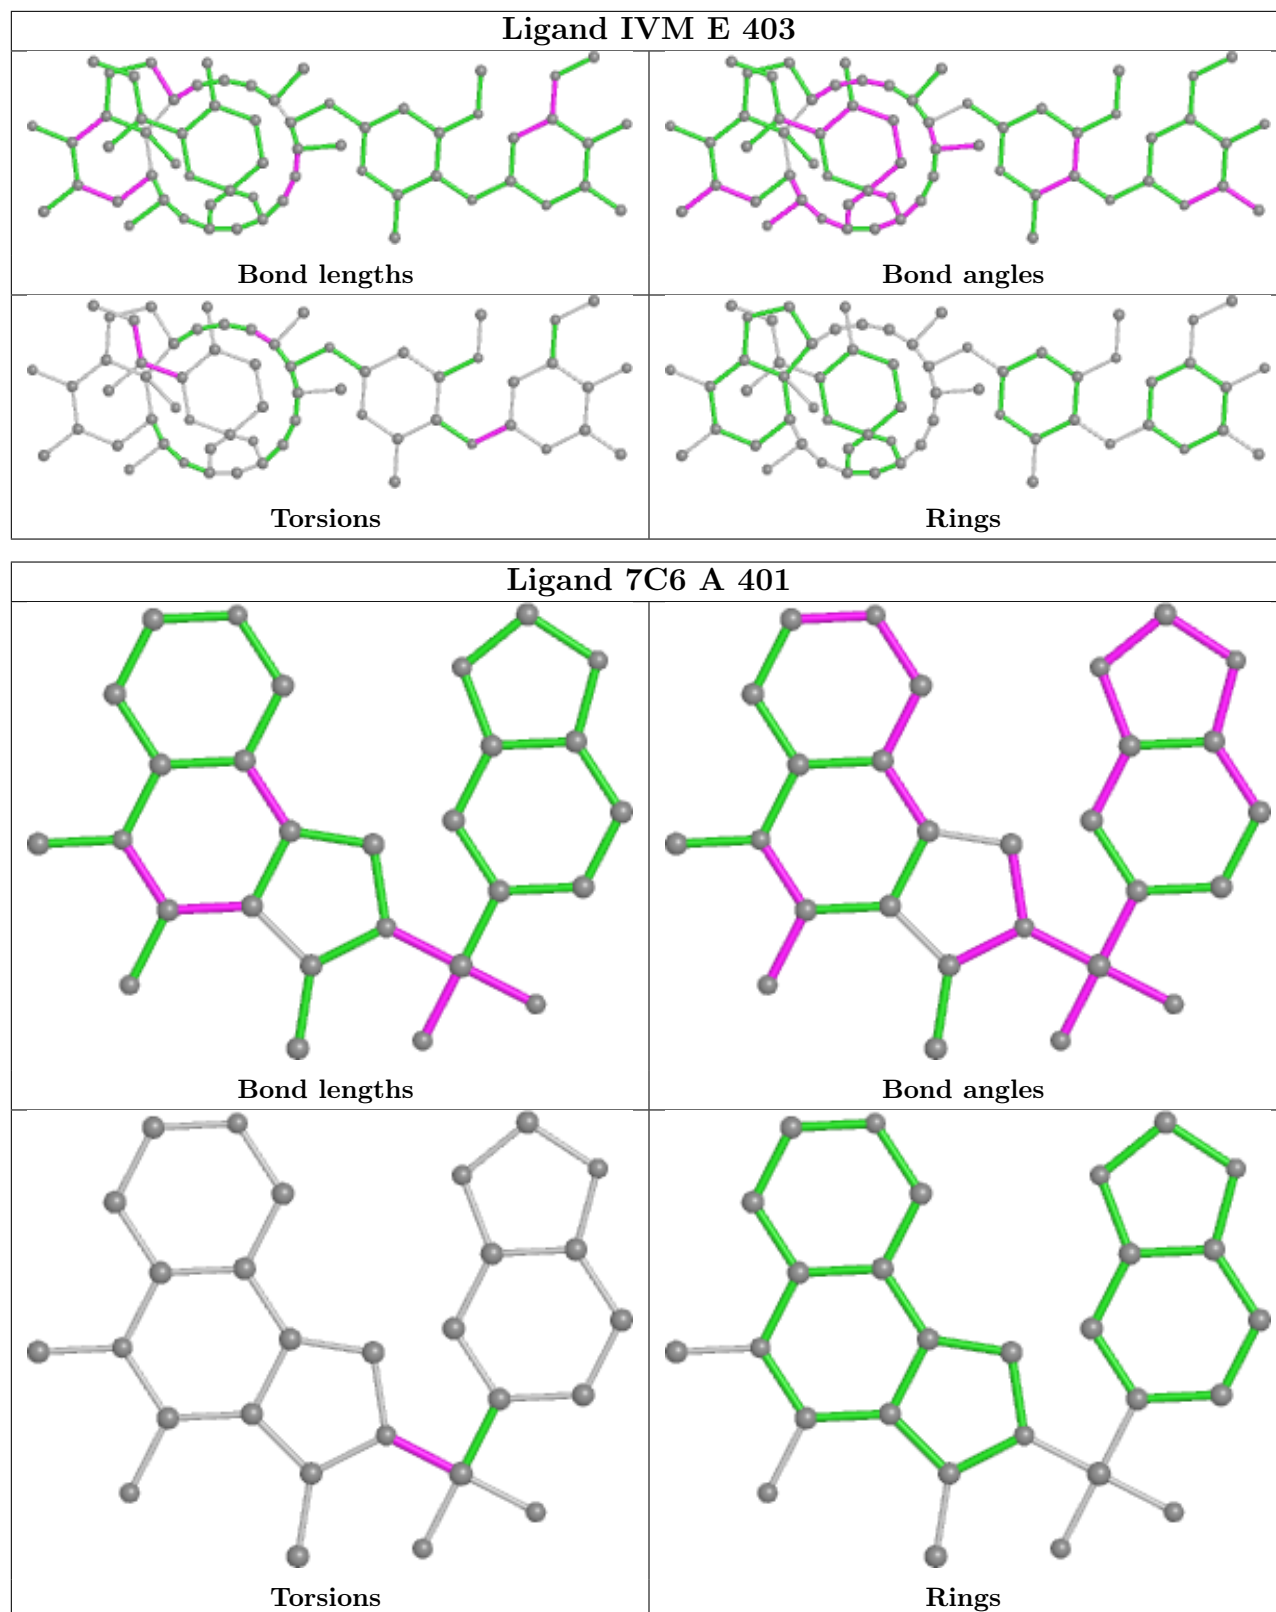 Ligand IVM E 403
Bond lengths
Bond angles
Torsions
Rings
Ligand 7C6 A 401
Bond lengths
Bond angles
Torsions
Rings